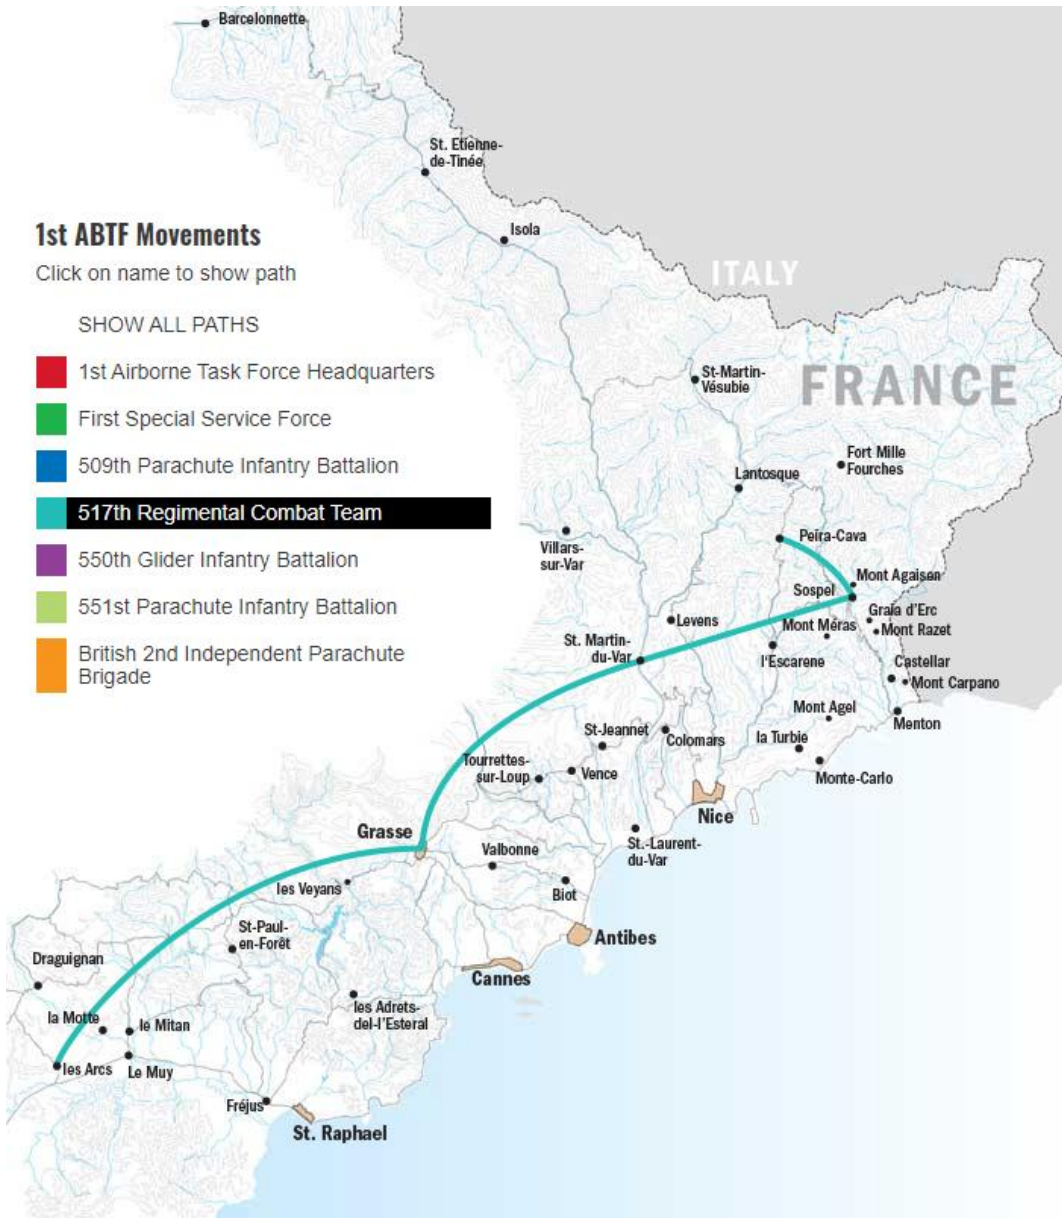 Barcelonnette
St. Etienne-
de-Tinée
Isola
1st ABTF Movements
Click on name to show path
SHOW ALL PATHS
1st Airborne Task Force Headquarters
First Special Service Force
509th Parachute Infantry Battalion
517th Regimental Combat Team
550th Glider Infantry Battalion
551st Parachute Infantry Battalion
British 2nd Independent Parachute
Brigade
ITALY
FRANCE
St-Martin-
Vésubie
Fort Mille
Fourches
Lantosque
Peïra-Cava
Villars-
sur-Var
Mont Agaisen
Sospel
Graïa d'Erc
Levens
Mont Méras
Mont Razet
St. Martin-
du-Var
l'Escarene
Castellar
Mont Carpano
Mont Agel
Menton
St-Jeannet
Colomars
la Turbie
Tourrettes-
sur-Loup
Vence
Monte-Carlo
Nice
Grasse
St.-Laurent-
du-Var
Valbonne
les Veyans
Biot
St-Paul-
en-Forêt
Antibes
Draguignan
Cannes
les Adrets-
del-l'Esteral
la Motte
le Mitan
les Arcs
Le Muy
Fréjus
St. Raphael